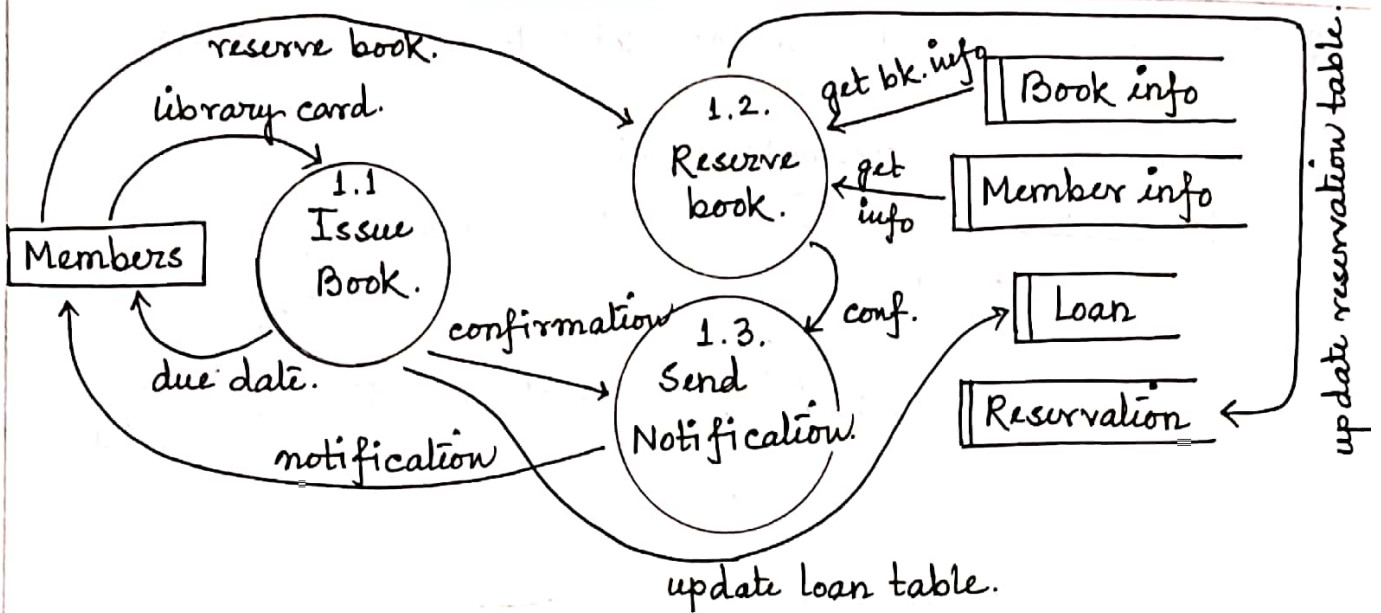 reserve book.
library card.
Members
1.1
Issue
Book.
due date.
confirmation
notification
1.2.
Reserve
book.
get bk. info
get
info
conf.
1.3.
Send
Notification.
update loan table.
Book info
Member info
Loan
Reservation
update reservation table.